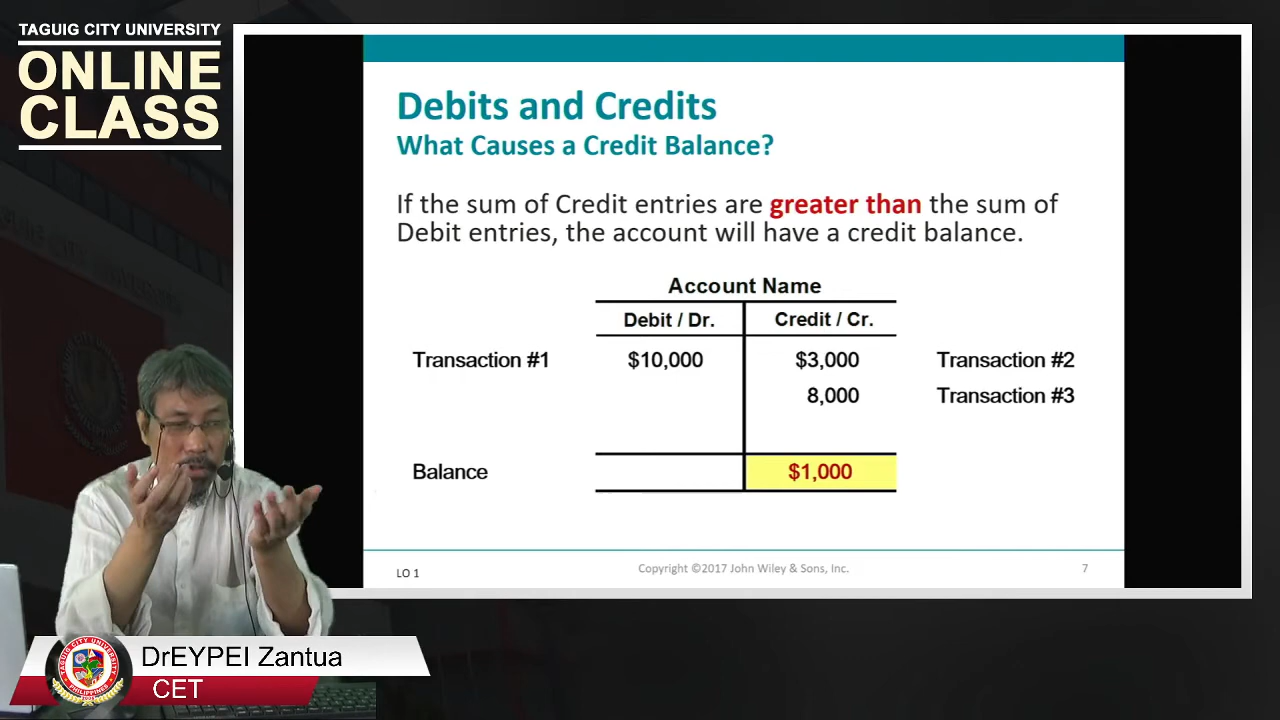 TAGUIG CITY UNIVERSITY
ONLINE
CLASS
Debits and Credits
What Causes a Credit Balance?
If the sum of Credit entries are greater than the sum of
Debit entries, the account will have a credit balance.
Account Name
Debit / Dr. Credit / Cr.
Transaction #1 $10,000 $3,000 Transaction #2
8,000 Transaction #3
Balance $1,000
LO 1 Copyright ©2017 John Wiley & Sons, Inc. 7
DrEYPEI Zantua
CET